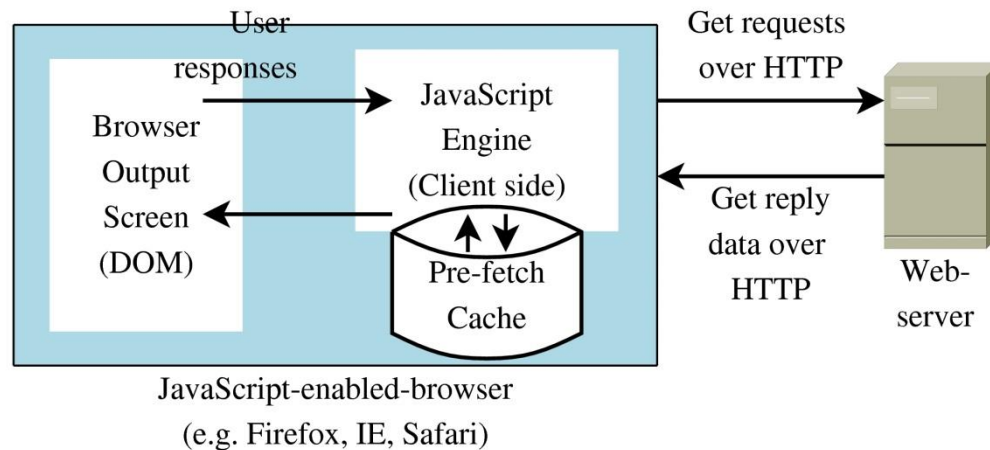 User
responses
Get requests
over HTTP
Browser
Output
Screen
(DOM)
JavaScript
Engine
(Client side)
Pre-fetch
Cache
Get reply
data over
HTTP
Web-
server
JavaScript-enabled-browser
(e.g. Firefox, IE, Safari)